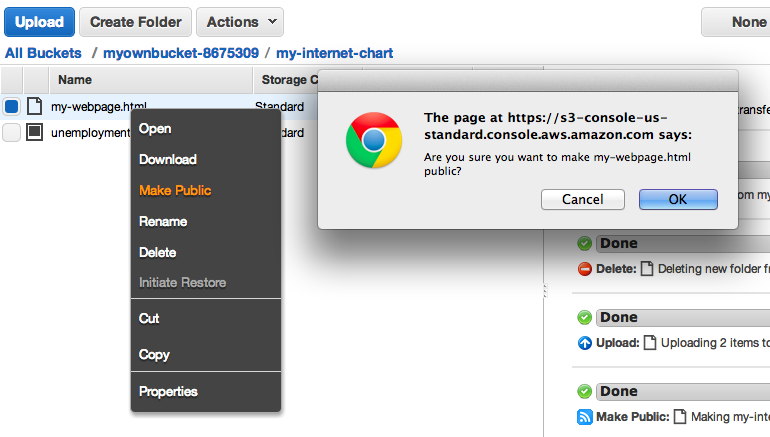 Upload
Create Folder
Actions
None
All Buckets / myownbucket-8675309 / my-internet-chart
Name
Storage C
my-webpage.html
Standard
unemployment
dard
Open
Download
Make Public
Rename
Delete
Initiate Restore
Cut
Copy
Properties
The page at https://s3-console-us-
standard.console.aws.amazon.com says:
Are you sure you want to make my-webpage.html
public?
Cancel
OK
transfe
om my
Done
Delete: Deleting new folder fr
Done
Upload: Uploading 2 items to
Done
Make Public: Making my-inte